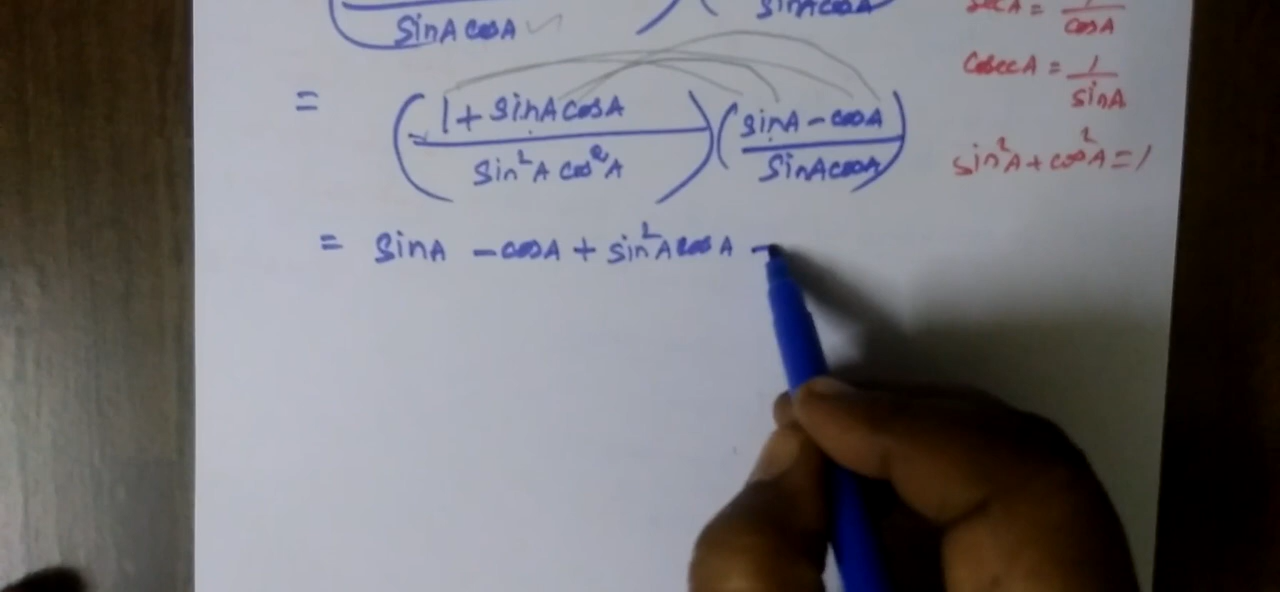 sinA cosA
sinAcosA
secA = 1/cosA
cosecA = 1/sinA
sin²A + cos²A = 1
= (1 + sinA cosA / sin²A cos²A) (sinA - cosA / sinAcosA)
= sinA - cosA + sin²A cosA -